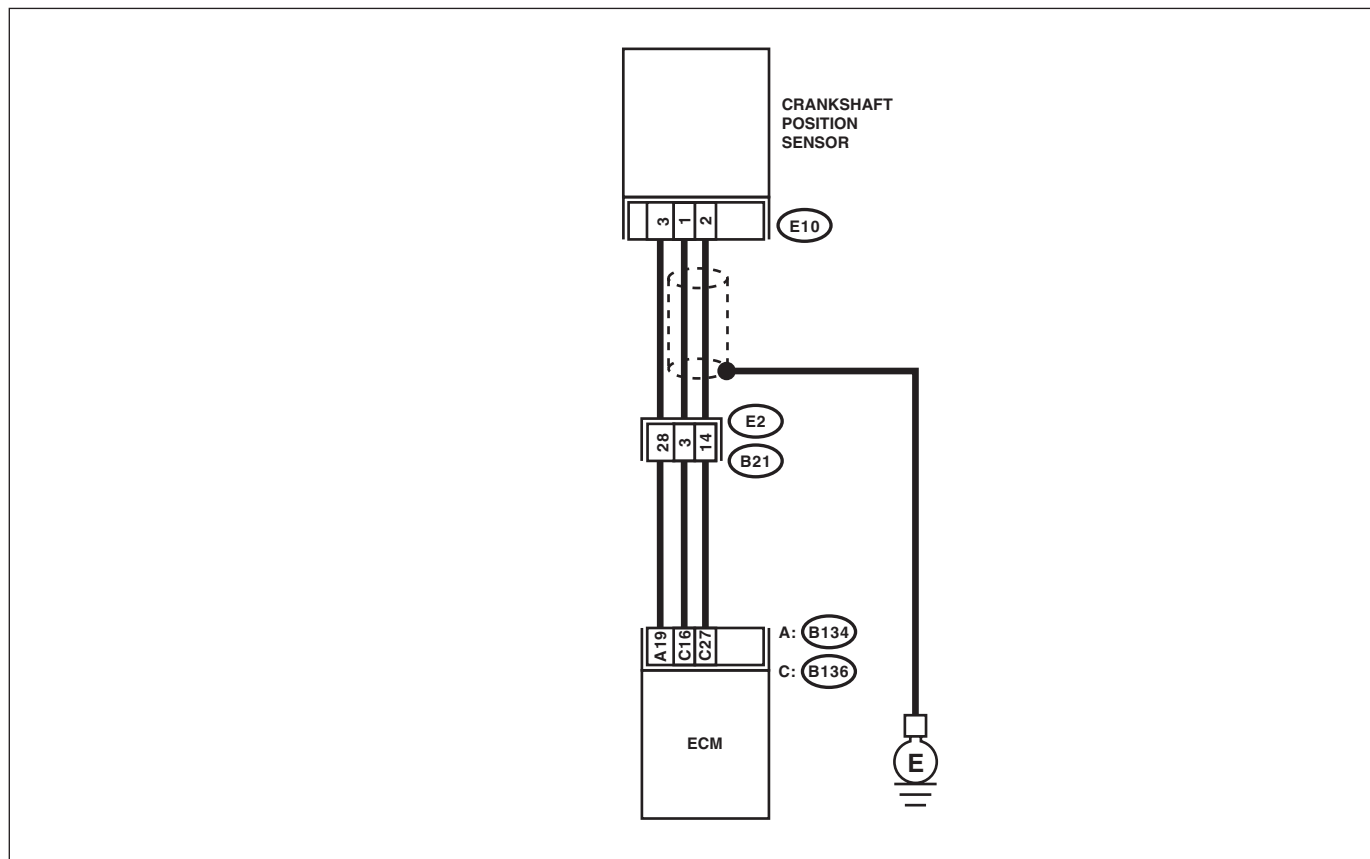 CRANKSHAFT
POSITION
SENSOR
3 1 2
E10
E2
28 3 14
B21
A19 C16 C27
A: B134
C: B136
ECM
E